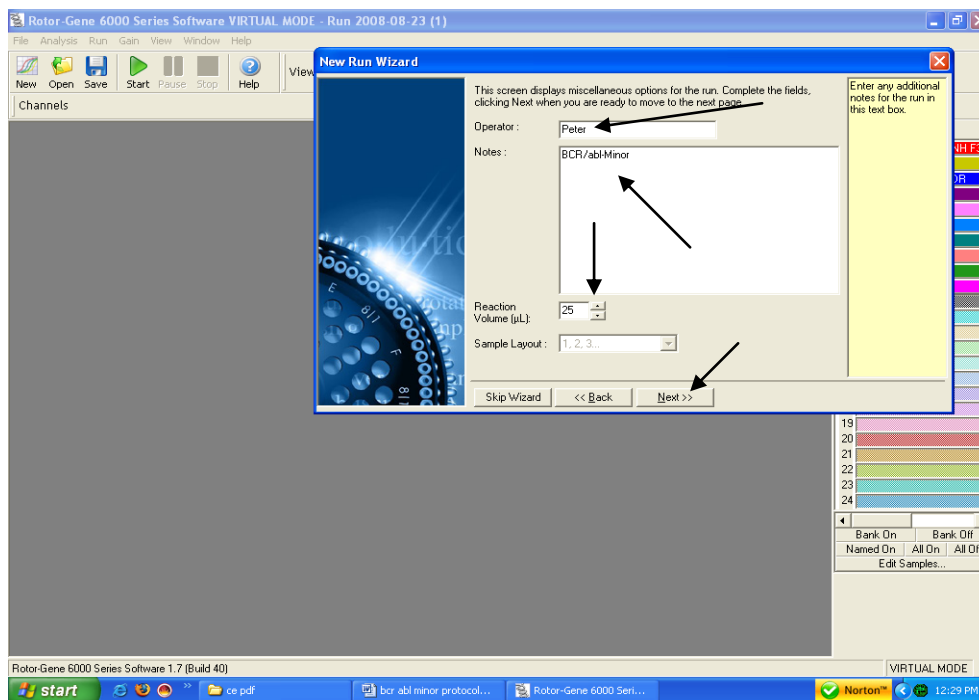 Rotor-Gene 6000 Series Software VIRTUAL MODE - Run 2008-08-23 (1)
File Analysis Run Gain View Window Help
New Open Save Start Pause Stop Help View
Channels
New Run Wizard
This screen displays miscellaneous options for the run. Complete the fields,
clicking Next when you are ready to move to the next page.
Enter any additional
notes for the run in
this text box.
Operator :
Peter
Notes :
BCR/abl-Minor
Reaction
Volume (µL):
25
Sample Layout :
1, 2, 3...
Skip Wizard
<< Back
Next >>
19
20
21
22
23
24
Bank On Bank Off
Named On All On All Of
Edit Samples...
Rotor-Gene 6000 Series Software 1.7 (Build 40)
VIRTUAL MODE
start
ce pdf
bcr abl minor protocol...
Rotor-Gene 6000 Seri...
Norton™
12:29 PM